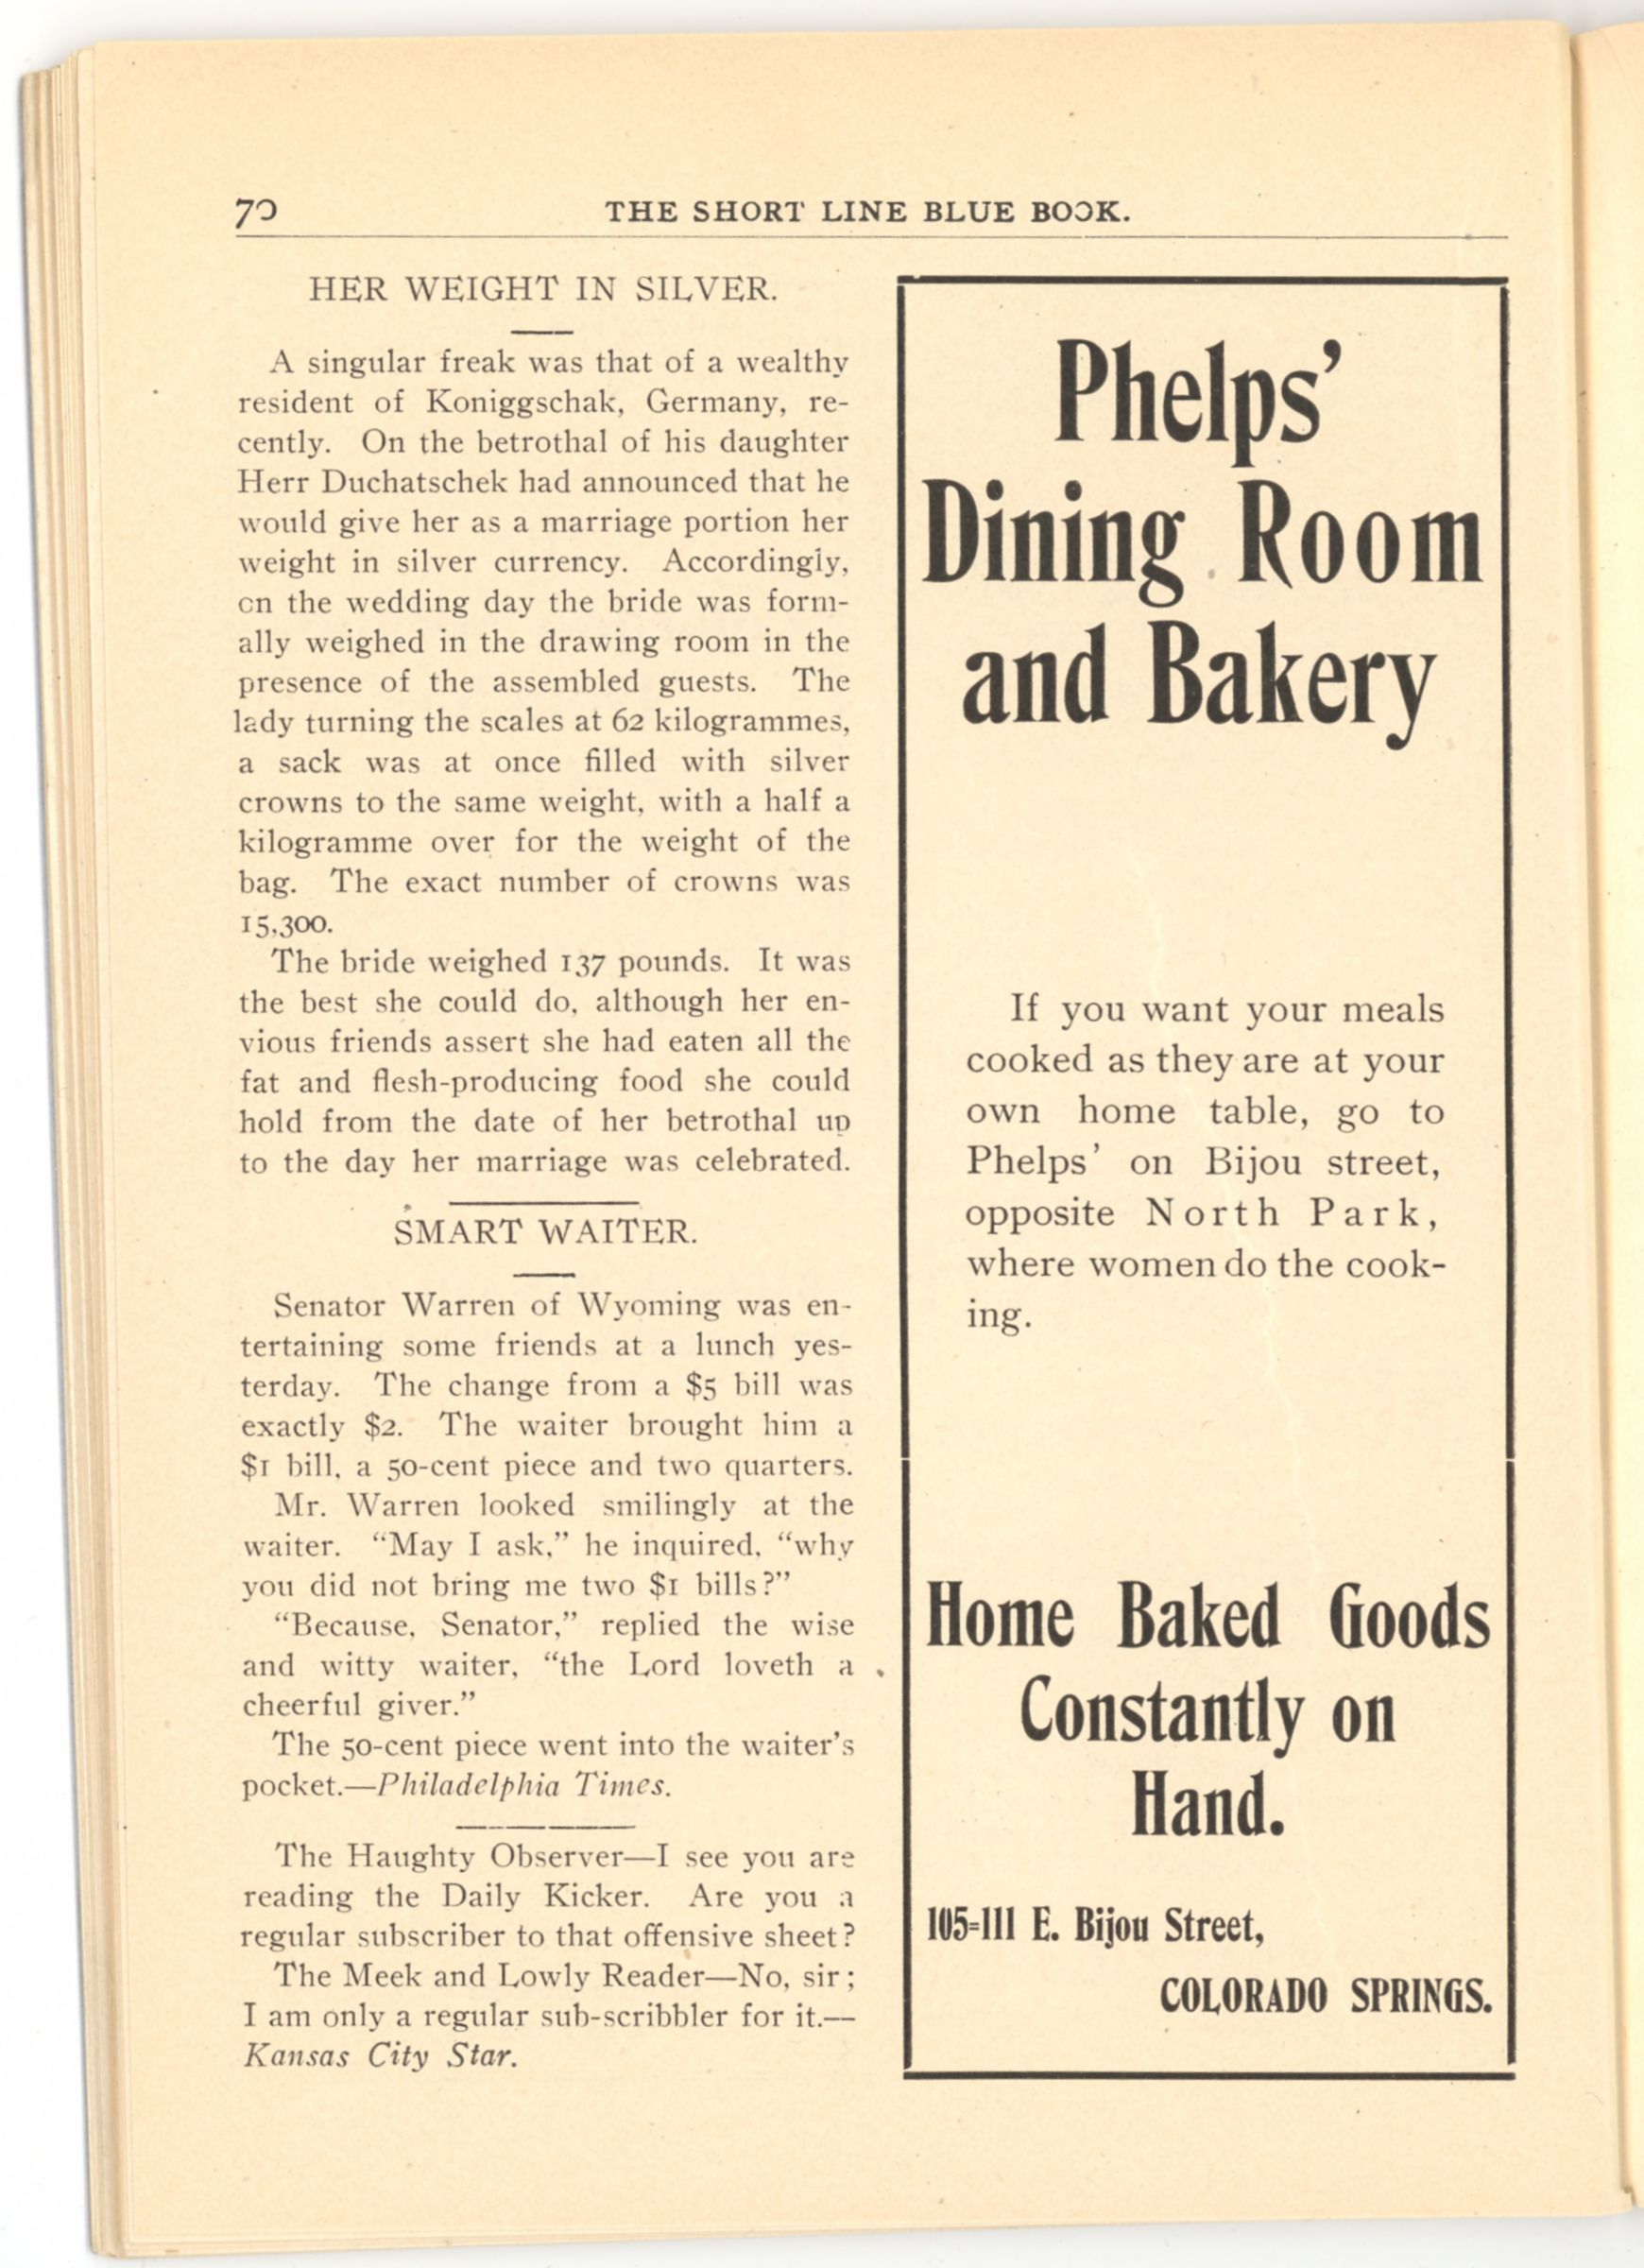 70 THE SHORT LINE BLUE BOOK.
HER WEIGHT IN SILVER.
A singular freak was that of a wealthy
resident of Koniggschak, Germany, re-
cently. On the betrothal of his daughter
Herr Duchatschek had announced that he
would give her as a marriage portion her
weight in silver currency. Accordingly,
on the wedding day the bride was form-
ally weighed in the drawing room in the
presence of the assembled guests. The
lady turning the scales at 62 kilogrammes,
a sack was at once filled with silver
crowns to the same weight, with a half a
kilogramme over for the weight of the
bag. The exact number of crowns was
15,300.
The bride weighed 137 pounds. It was
the best she could do, although her en-
vious friends assert she had eaten all the
fat and flesh-producing food she could
hold from the date of her betrothal up
to the day her marriage was celebrated.
SMART WAITER.
Senator Warren of Wyoming was en-
tertaining some friends at a lunch yes-
terday. The change from a $5 bill was
exactly $2. The waiter brought him a
$1 bill, a 50-cent piece and two quarters.
Mr. Warren looked smilingly at the
waiter. “May I ask,” he inquired, “why
you did not bring me two $1 bills?”
“Because, Senator,” replied the wise
and witty waiter, “the Lord loveth a
cheerful giver.”
The 50-cent piece went into the waiter's
pocket.—Philadelphia Times.
The Haughty Observer—I see you are
reading the Daily Kicker. Are you a
regular subscriber to that offensive sheet?
The Meek and Lowly Reader—No, sir;
I am only a regular sub-scribbler for it.—
Kansas City Star.
Phelps’
Dining Room
and Bakery
If you want your meals
cooked as they are at your
own home table, go to
Phelps’ on Bijou street,
opposite North Park,
where women do the cook-
ing.
Home Baked Goods
Constantly on
Hand.
105=111 E. Bijou Street,
COLORADO SPRINGS.